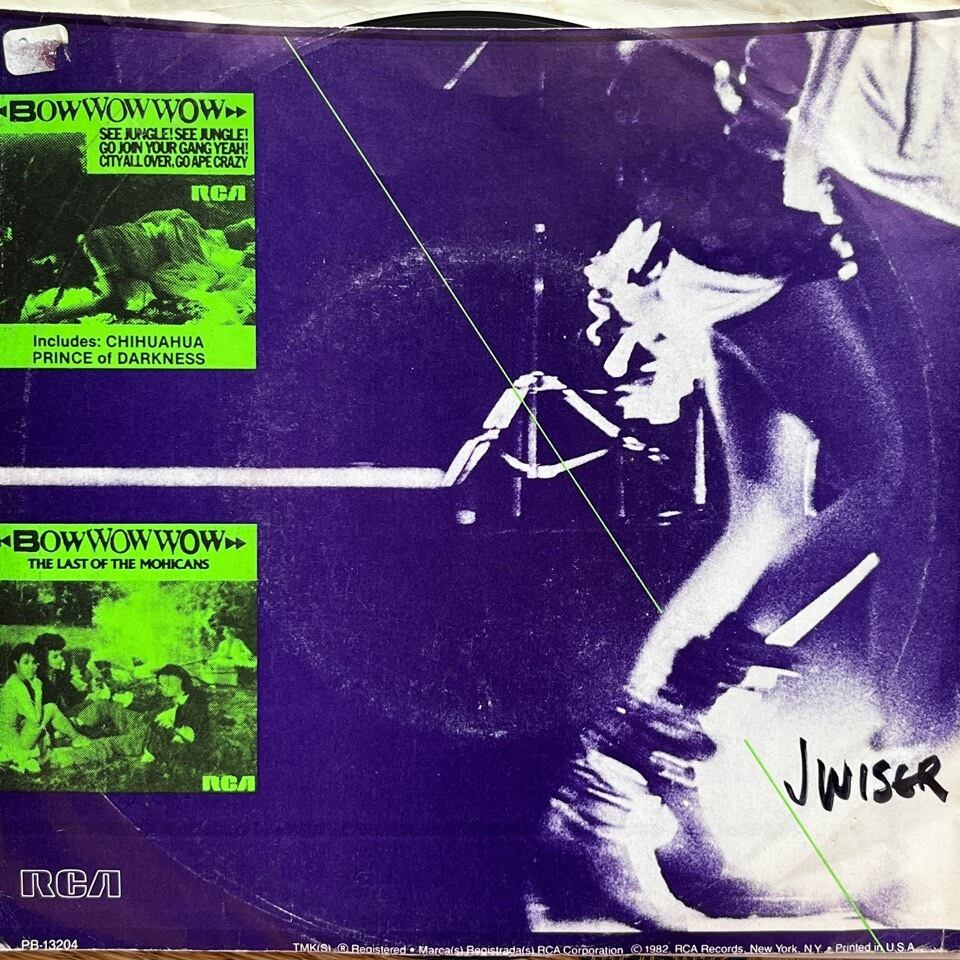 BOWWOWWOW
SEE JUNGLE! SEE JUNGLE!
GO JOIN YOUR GANG YEAH!
CITY ALL OVER, GO APE CRAZY
RCA
Includes: CHIHUAHUA
PRINCE of DARKNESS
BOWWOWWOW
THE LAST OF THE MOHICANS
RCA
JWISER
RCA
PB-13204
TMK(S) ® Registered • Marca(s) Registrada(s) RCA Corporation © 1982, RCA Records, New York, N.Y. • Printed in U.S.A.